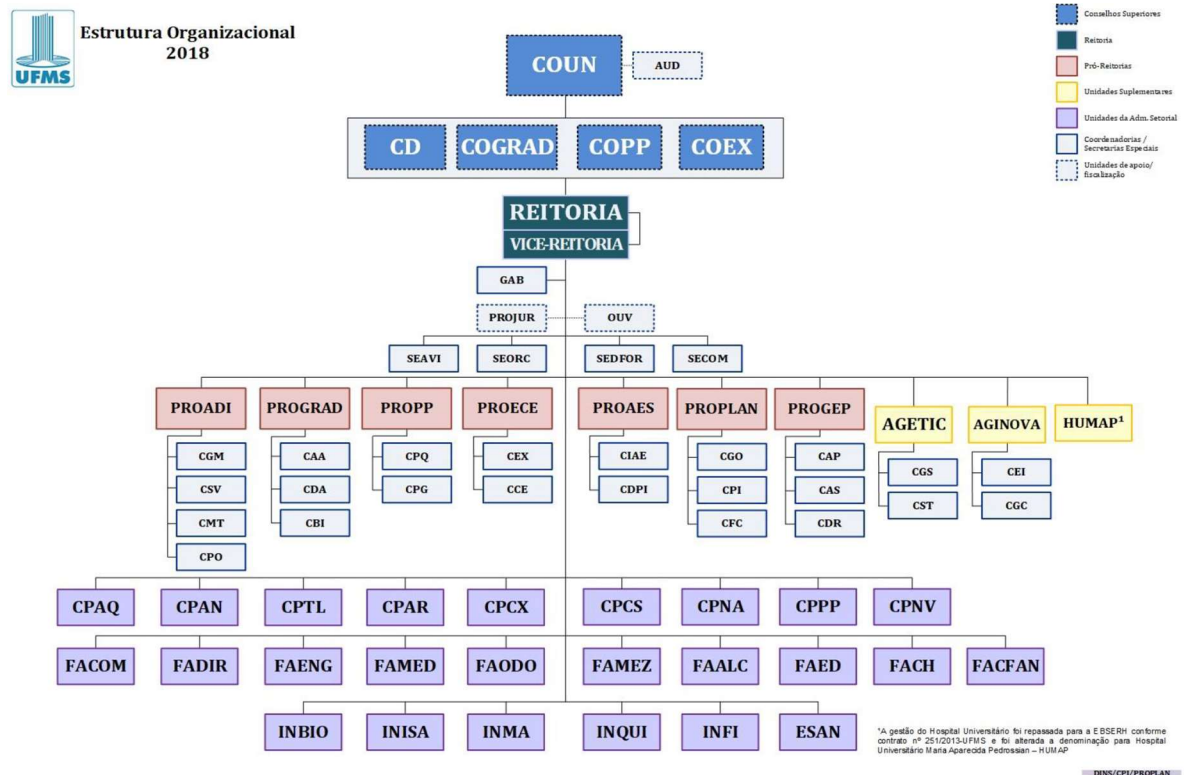 UFMS
Estrutura Organizacional
2018
Conselhos Superiores
Reitoria
Pró-Reitorias
Unidades Suplementares
Unidades da Adm. Setorial
Coordenadorias /
Secretarias Especiais
Unidades de apoio/
fiscalização
COUN
AUD
CD
COGRAD
COPP
COEX
REITORIA
VICE-REITORIA
GAB
PROJUR
OUV
SEAVI
SEORC
SEDFOR
SECOM
PROADI
PROGRAD
PROPP
PROECE
PROAES
PROPLAN
PROGEP
AGETIC
AGINOVA
HUMAP¹
CGM
CAA
CPQ
CEX
CIAE
CGO
CAP
CGS
CEI
CSV
CDA
CPG
CCE
CDPI
CPI
CAS
CST
CGC
CMT
CBI
CFC
CDR
CPO
CPAQ
CPAN
CPTL
CPAR
CPCX
CPCS
CPNA
CPPP
CPNV
FACOM
FADIR
FAENG
FAMED
FAODO
FAMEZ
FAALC
FAED
FACH
FACFAN
INBIO
INISA
INMA
INQUI
INFI
ESAN
¹A gestão do Hospital Universitário foi repassada para a EBSERH conforme
contrato nº 251/2013-UFMS e foi alterada a denominação para Hospital
Universitário Maria Aparecida Pedrossian – HUMAP
DINS/CPI/PROPLAN